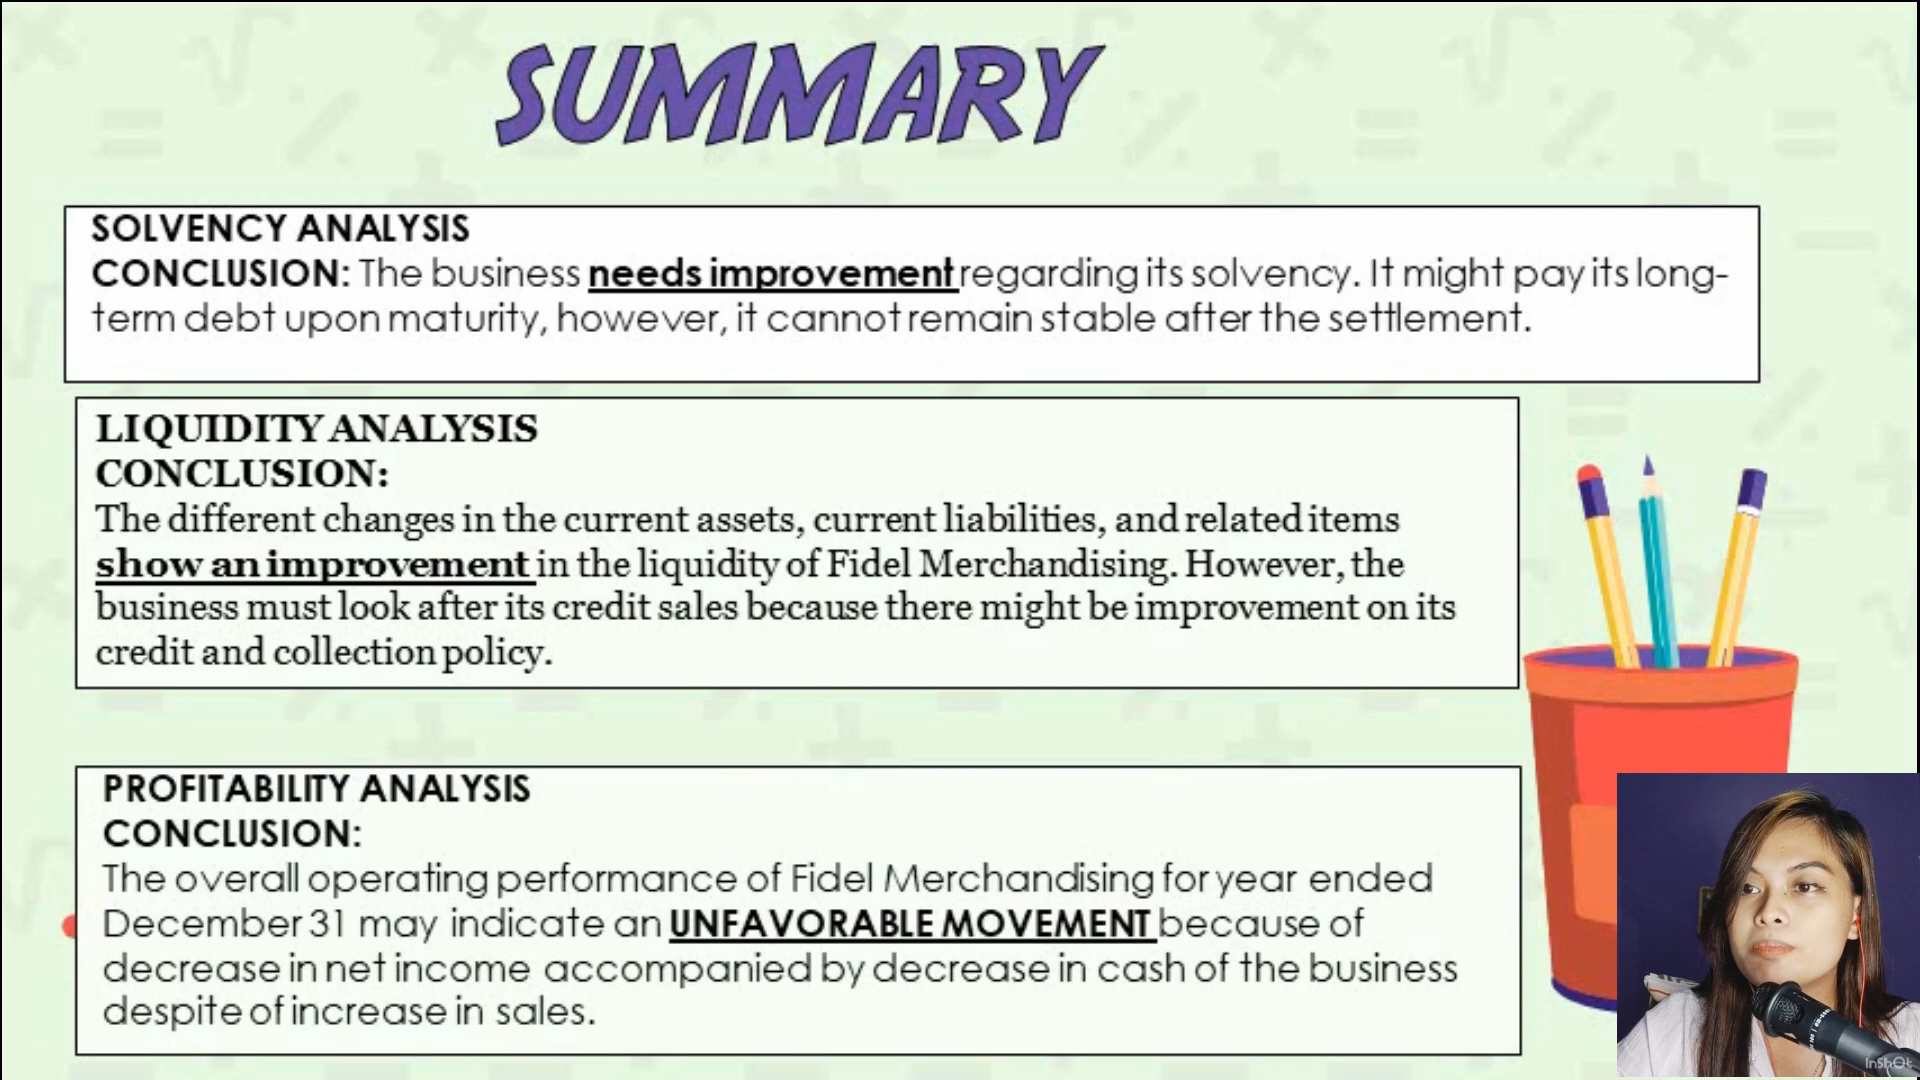 SUMMARY
SOLVENCY ANALYSIS
CONCLUSION: The business needs improvement regarding its solvency. It might pay its long-
term debt upon maturity, however, it cannot remain stable after the settlement.
LIQUIDITY ANALYSIS
CONCLUSION:
The different changes in the current assets, current liabilities, and related items
show an improvement in the liquidity of Fidel Merchandising. However, the
business must look after its credit sales because there might be improvement on its
credit and collection policy.
PROFITABILITY ANALYSIS
CONCLUSION:
The overall operating performance of Fidel Merchandising for year ended
December 31 may indicate an UNFAVORABLE MOVEMENT because of
decrease in net income accompanied by decrease in cash of the business
despite of increase in sales.
InShOt